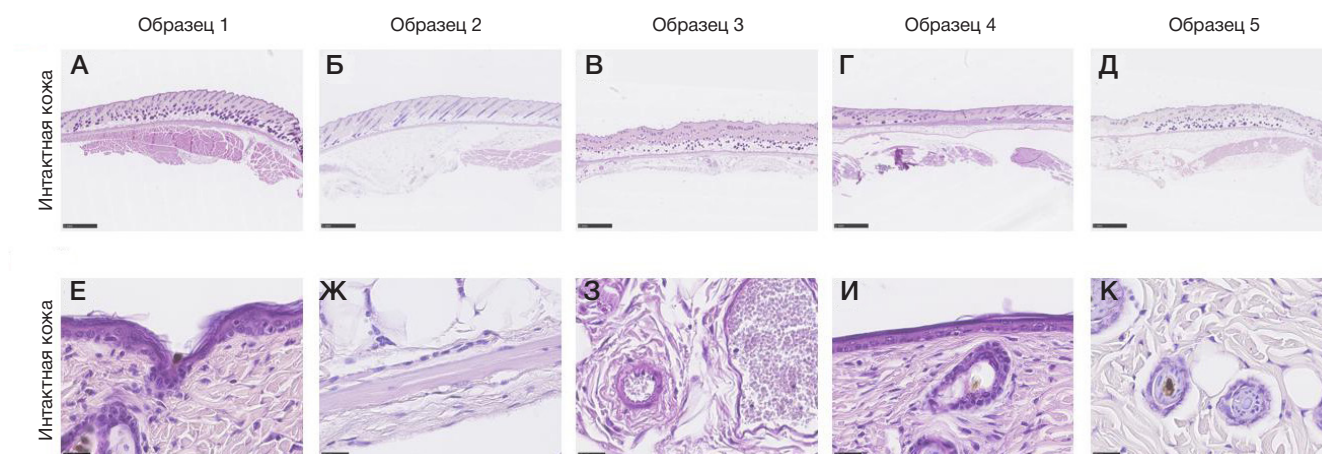 Образец 1
Образец 2
Образец 3
Образец 4
Образец 5
Интактная кожа
А
Б
В
Г
Д
Интактная кожа
Е
Ж
З
И
К